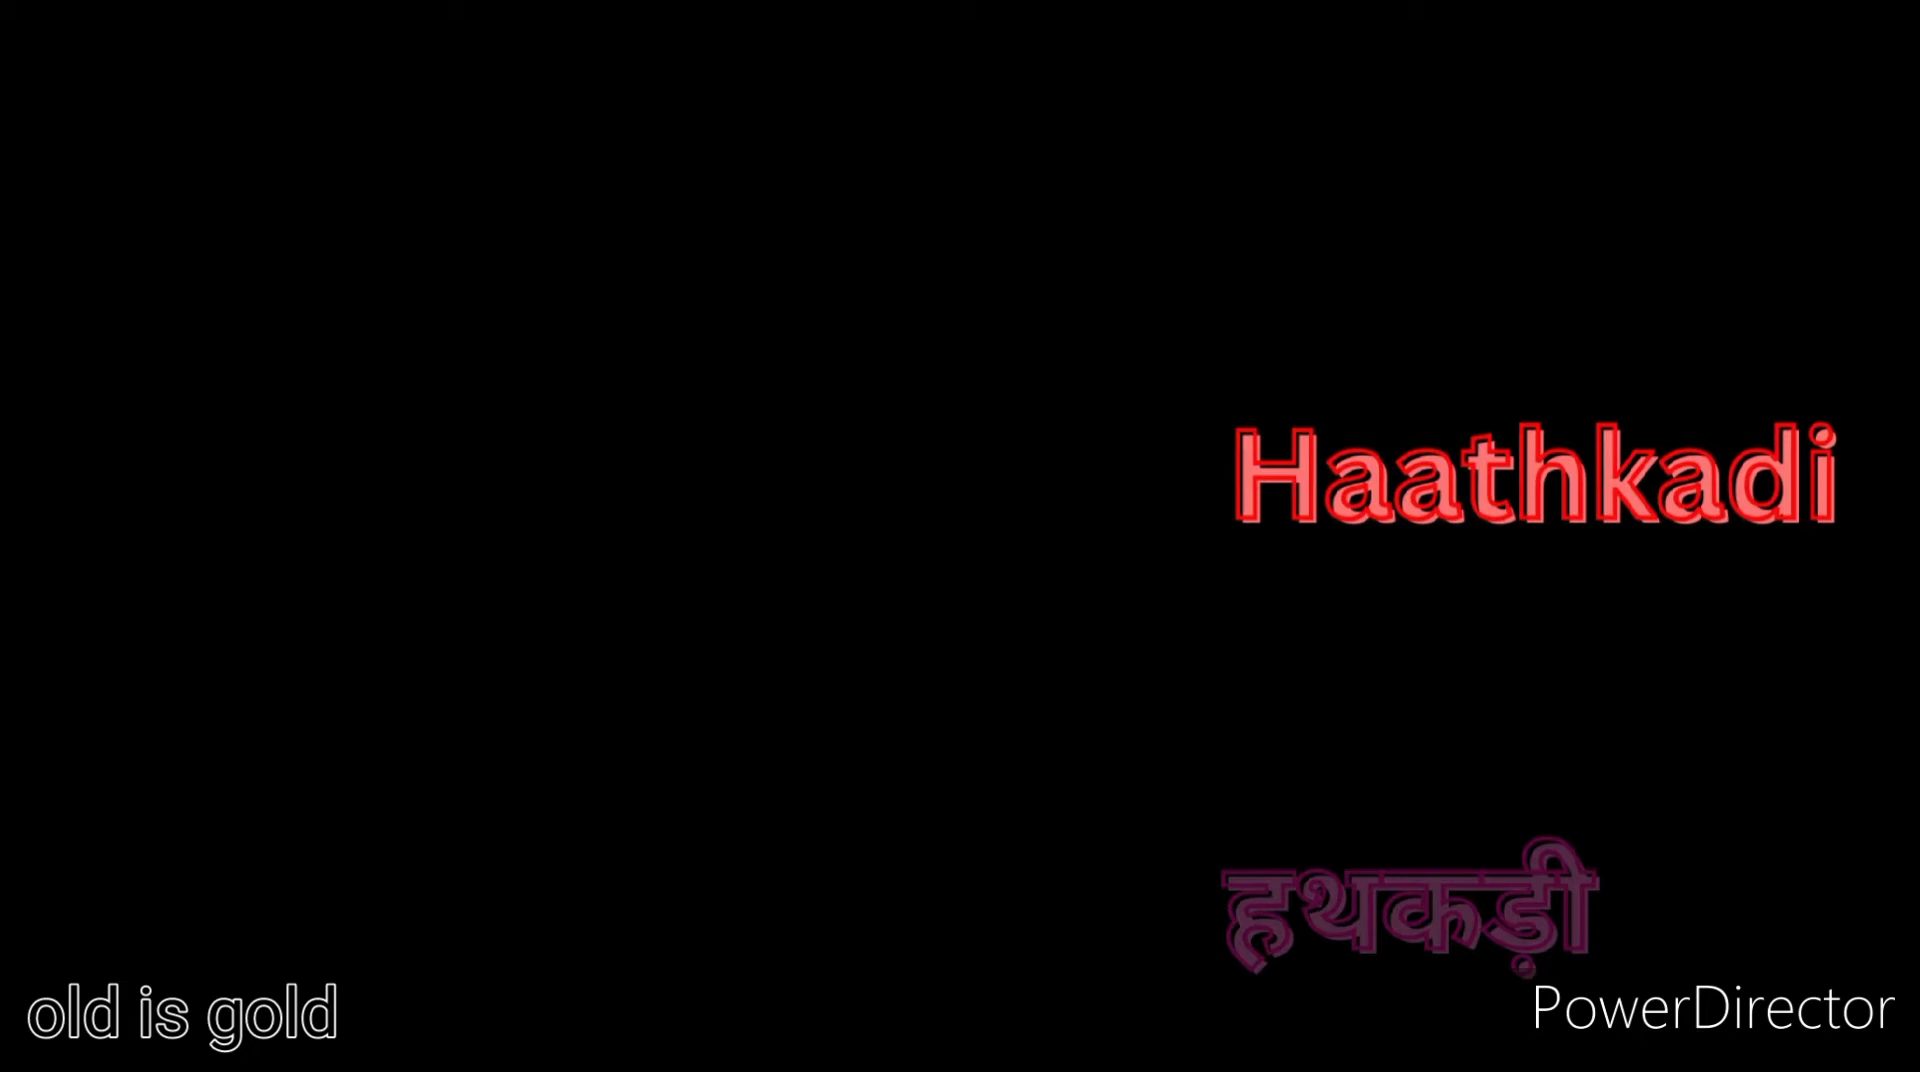 Haathkadi
हथकड़ी
old is gold
PowerDirector